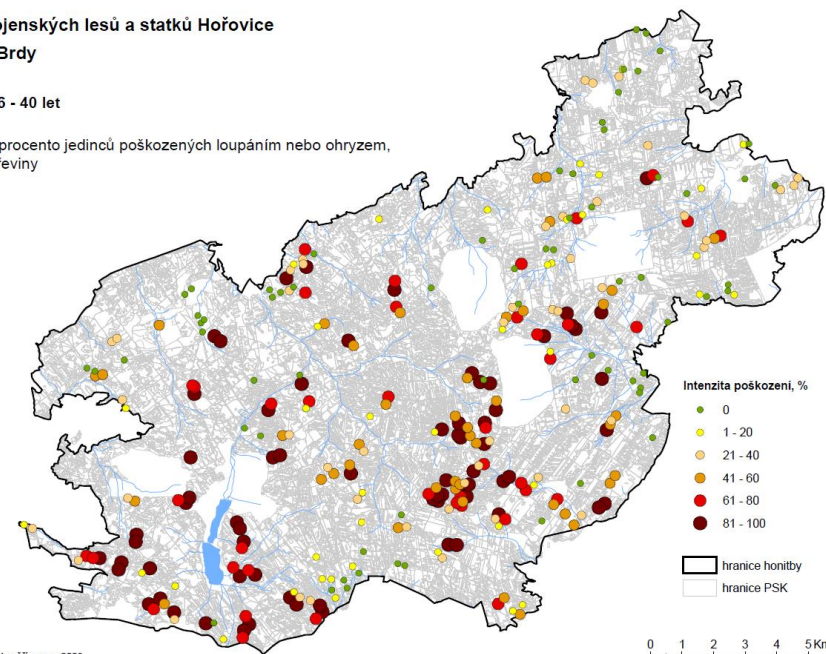 ojenských lesů a statků Hořovice
Brdy
6 - 40 let
procento jedinců poškozených loupáním nebo ohryzem,
řeviny
Intenzita poškození, %
0
1 - 20
21 - 40
41 - 60
61 - 80
81 - 100
hranice honitby
hranice PSK
0 1 2 3 4 5 Km